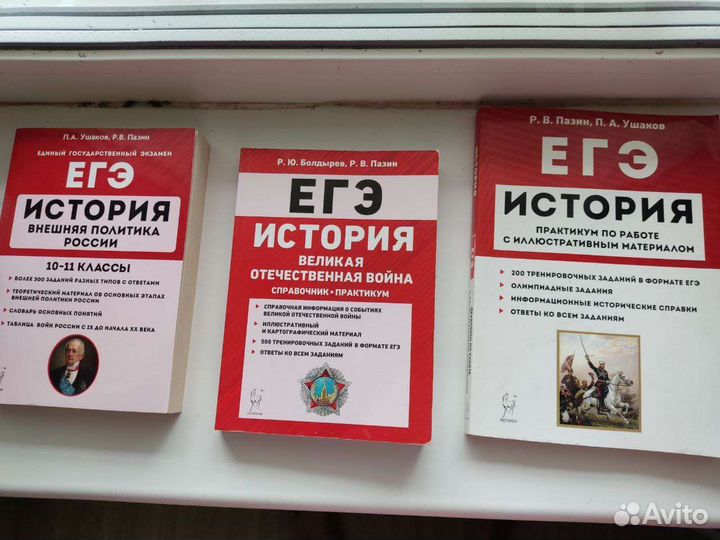 П.А. Ушаков, Р.В. Пазин
ЕДИНЫЙ ГОСУДАРСТВЕННЫЙ ЭКЗАМЕН
ЕГЭ
ИСТОРИЯ
ВНЕШНЯЯ ПОЛИТИКА
РОССИИ
10-11 КЛАССЫ
БОЛЕЕ 300 ЗАДАНИЙ РАЗНЫХ ТИПОВ С ОТВЕТАМИ
ТЕОРЕТИЧЕСКИЙ МАТЕРИАЛ ОБ ОСНОВНЫХ ЭТАПАХ
ВНЕШНЕЙ ПОЛИТИКИ РОССИИ
СЛОВАРЬ ОСНОВНЫХ ПОНЯТИЙ
ТАБЛИЦА ВОЙН РОССИИ С IX ДО НАЧАЛА XX ВЕКА
Р. Ю. Болдырев, Р. В. Пазин
ЕГЭ
ИСТОРИЯ
ВЕЛИКАЯ
ОТЕЧЕСТВЕННАЯ ВОЙНА
СПРАВОЧНИК • ПРАКТИКУМ
СПРАВОЧНАЯ ИНФОРМАЦИЯ О СОБЫТИЯХ
ВЕЛИКОЙ ОТЕЧЕСТВЕННОЙ ВОЙНЫ
ИЛЛЮСТРАТИВНЫЙ
И КАРТОГРАФИЧЕСКИЙ МАТЕРИАЛ
500 ТРЕНИРОВОЧНЫХ ЗАДАНИЙ В ФОРМАТЕ ЕГЭ
ОТВЕТЫ КО ВСЕМ ЗАДАНИЯМ
Р. В. Пазин, П. А. Ушаков
ЕГЭ
ИСТОРИЯ
ПРАКТИКУМ ПО РАБОТЕ
С ИЛЛЮСТРАТИВНЫМ МАТЕРИАЛОМ
200 ТРЕНИРОВОЧНЫХ ЗАДАНИЙ В ФОРМАТЕ ЕГЭ
ОЛИМПИАДНЫЕ ЗАДАНИЯ
ИНФОРМАЦИОННЫЕ ИСТОРИЧЕСКИЕ СПРАВКИ
ОТВЕТЫ КО ВСЕМ ЗАДАНИЯМ
ЛЕГИОН
Avito